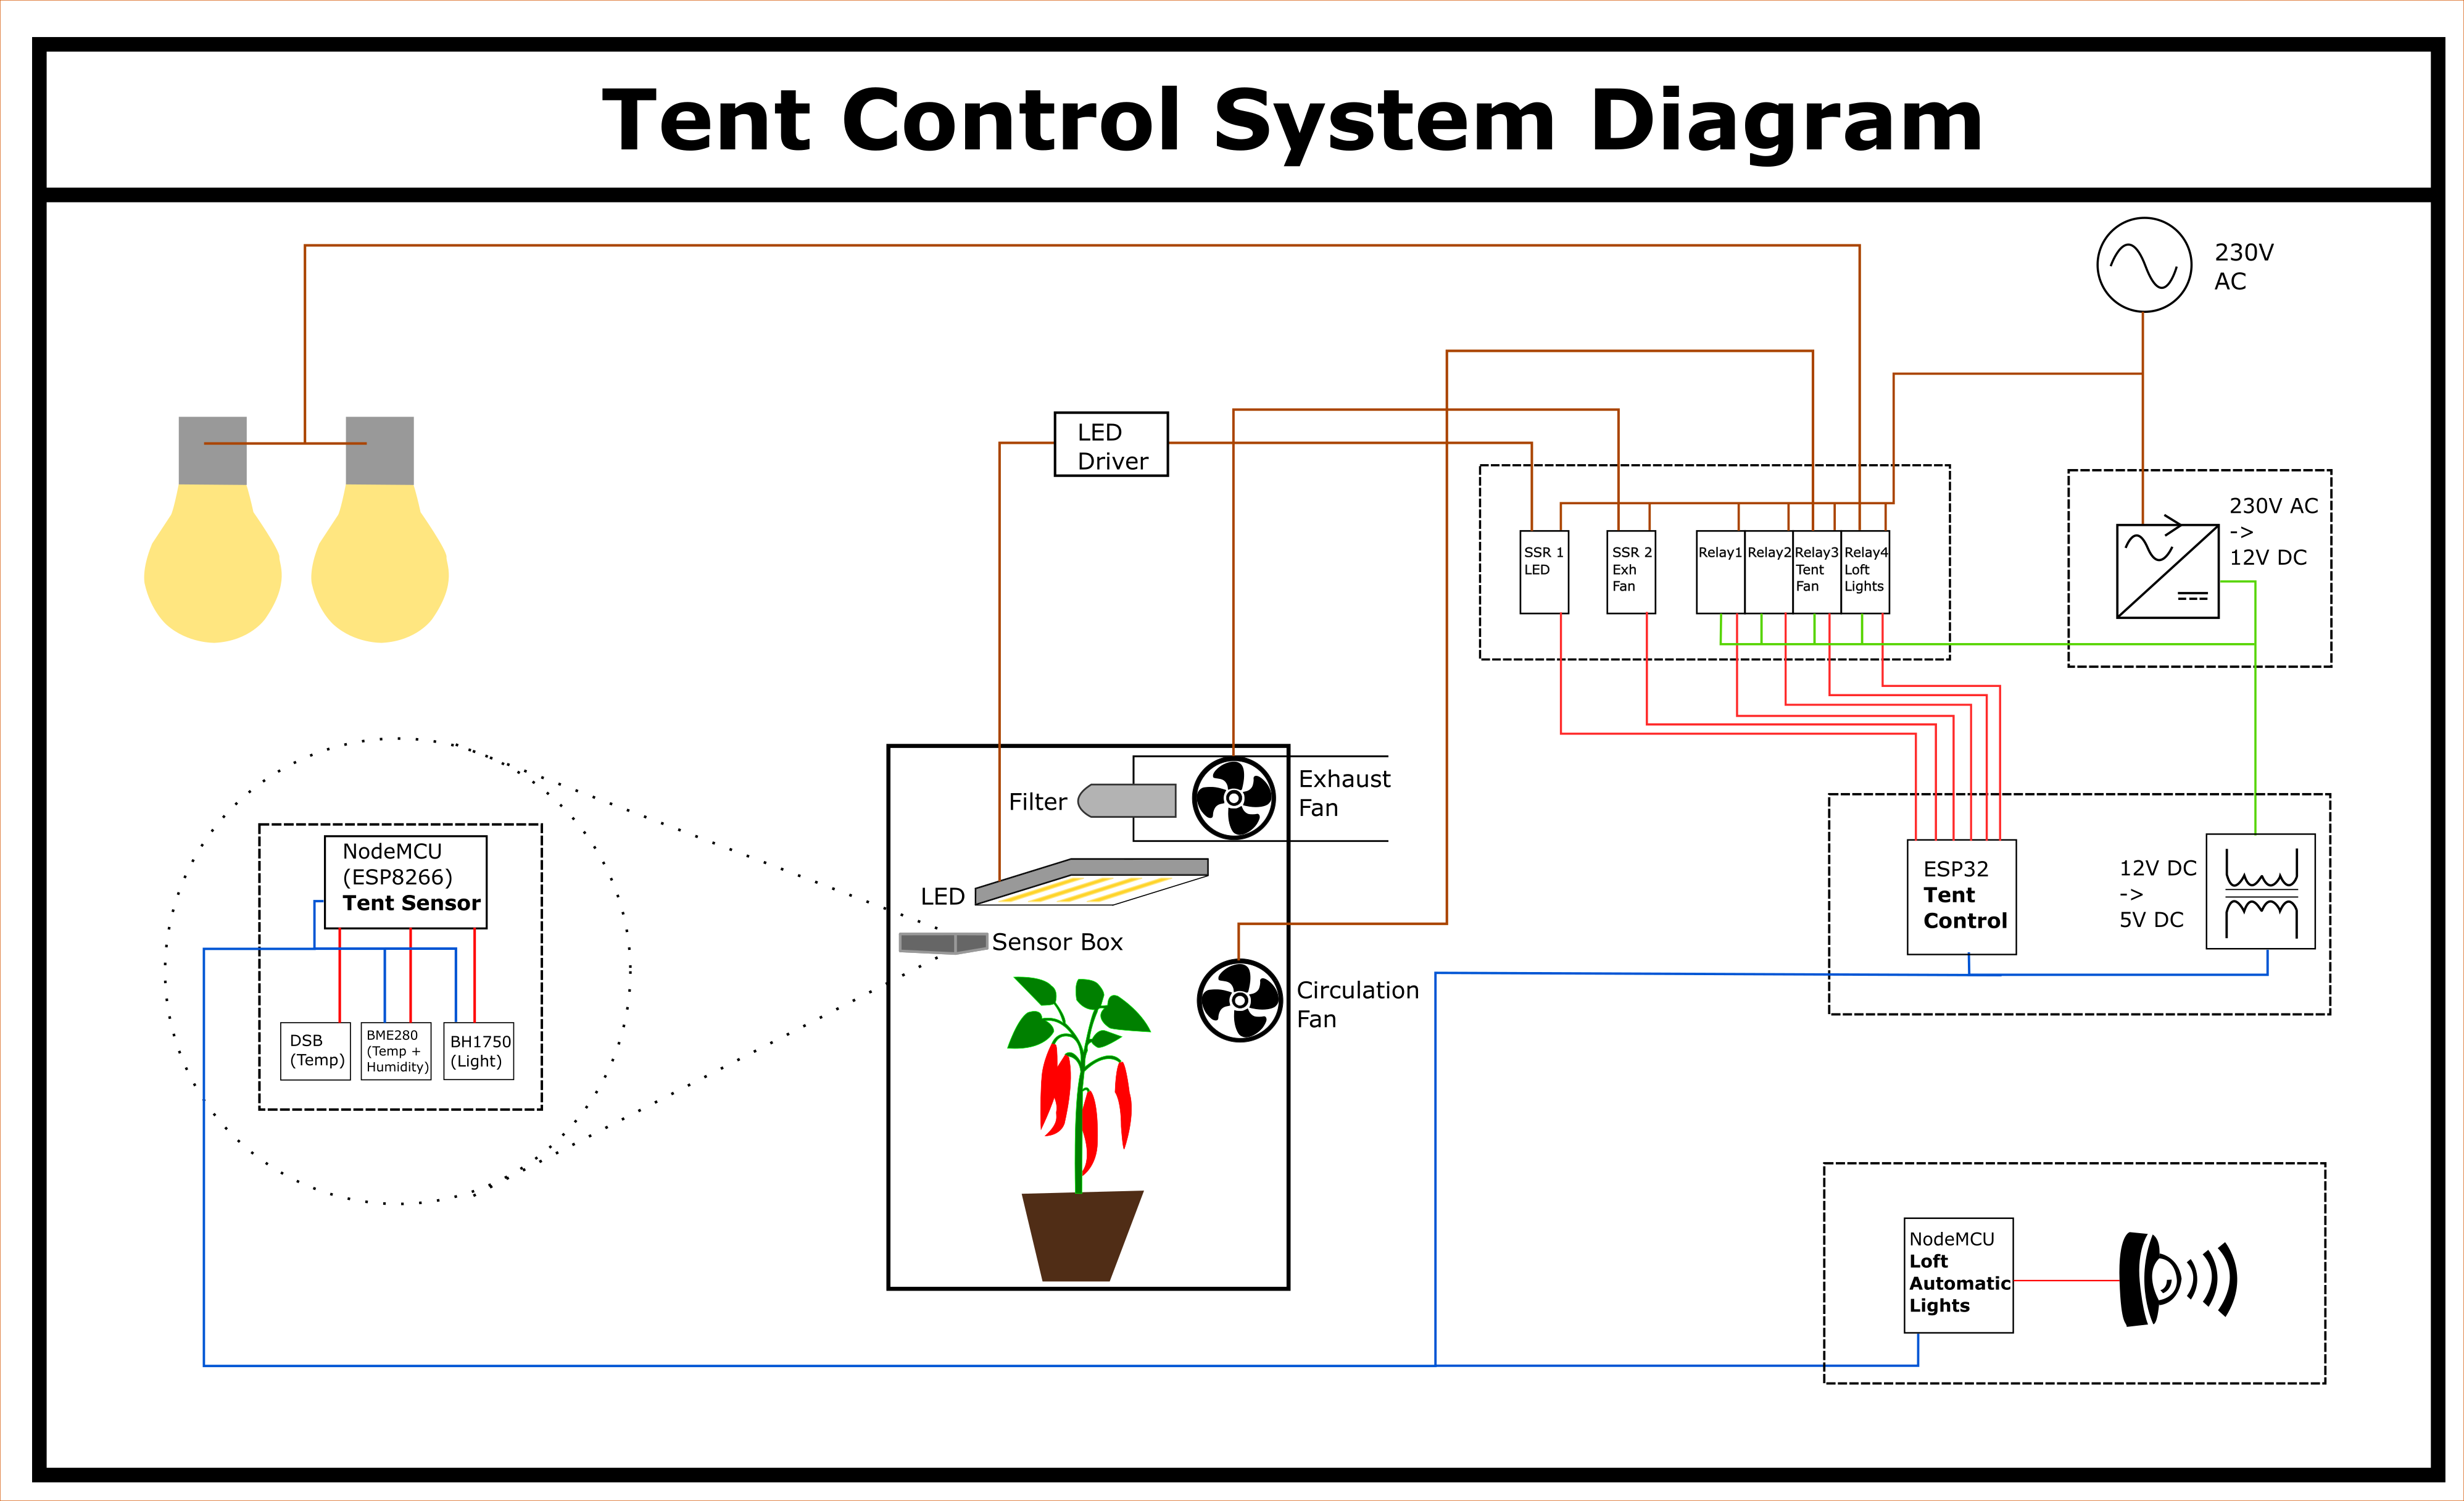 Tent Control System Diagram
230V
AC
LED
Driver
230V AC
->
12V DC
SSR 1
LED
SSR 2
Exh
Fan
Relay1
Relay2
Relay3
Tent
Fan
Relay4
Loft
Lights
Exhaust
Fan
Filter
LED
Sensor Box
Circulation
Fan
NodeMCU
(ESP8266)
Tent Sensor
DSB
(Temp)
BME280
(Temp +
Humidity)
BH1750
(Light)
ESP32
Tent
Control
12V DC
->
5V DC
NodeMCU
Loft
Automatic
Lights